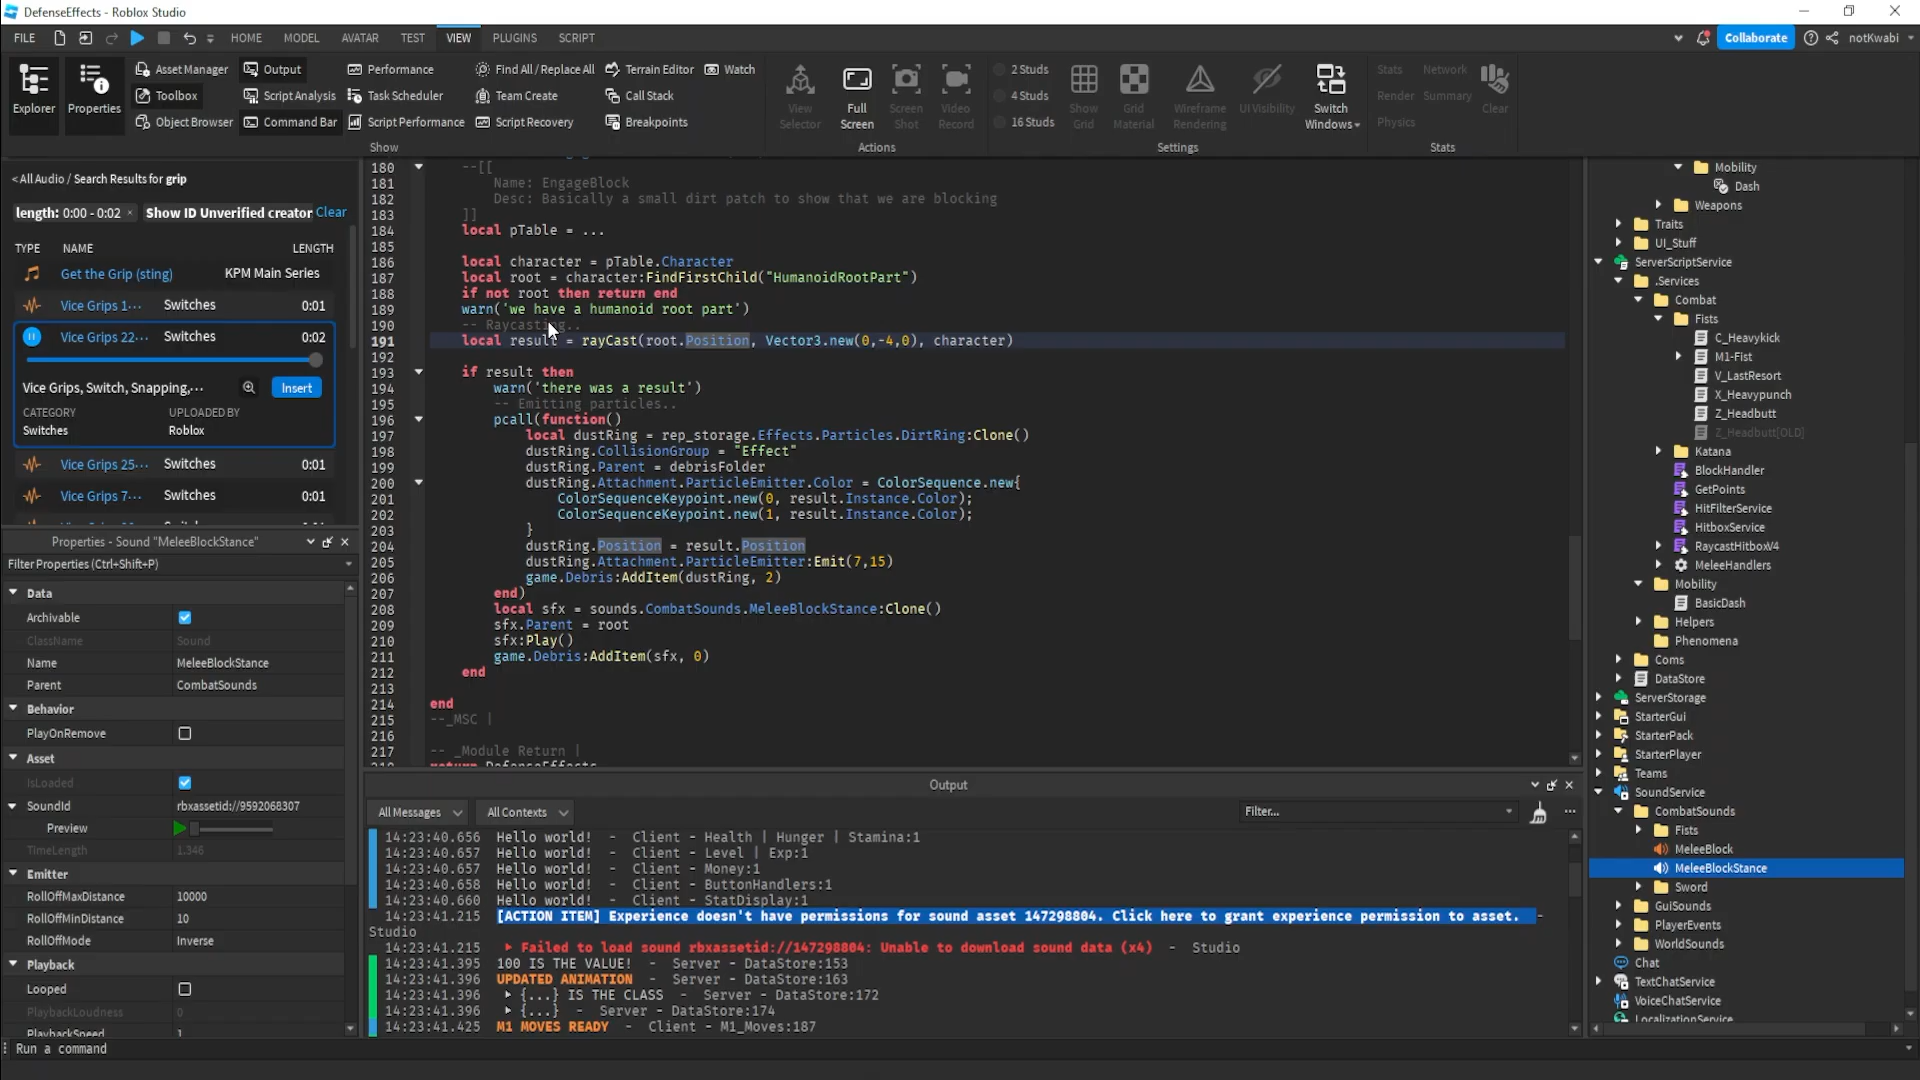 DefenseEffects - Roblox Studio
FILE
HOME
MODEL
AVATAR
TEST
VIEW
PLUGINS
SCRIPT
Collaborate
notKwabi
Explorer
Properties
Asset Manager
Toolbox
Object Browser
Output
Script Analysis
Command Bar
Performance
Task Scheduler
Script Performance
Find All / Replace All
Team Create
Script Recovery
Terrain Editor
Call Stack
Breakpoints
Watch
Show
View Selector
Full Screen
Screen Shot
Video Record
Actions
2 Studs
4 Studs
16 Studs
Show Grid
Grid Material
Wireframe Rendering
UI Visibility
Switch Windows
Settings
Stats
Network
Render
Summary
Physics
Clear
Stats
< All Audio / Search Results for grip
length: 0:00 - 0:02 ×
Show ID Unverified creator
Clear
TYPE NAME LENGTH
Get the Grip (sting) KPM Main Series
Vice Grips 1... Switches 0:01
Vice Grips 22... Switches 0:02
Vice Grips, Switch, Snapping,...
Insert
CATEGORY UPLOADED BY
Switches Roblox
Vice Grips 25... Switches 0:01
Vice Grips 7... Switches 0:01
Properties - Sound "MeleeBlockStance"
Filter Properties (Ctrl+Shift+P)
Data
Archivable
ClassName Sound
Name MeleeBlockStance
Parent CombatSounds
Behavior
PlayOnRemove
Asset
IsLoaded
SoundId rbxassetid://9592068307
Preview
TimeLength 1.346
Emitter
RollOffMaxDistance 10000
RollOffMinDistance 10
RollOffMode Inverse
Playback
Looped
PlaybackLoudness 0
PlaybackSpeed 1
180 --[[
181 Name: EngageBlock
182 Desc: Basically a small dirt patch to show that we are blocking
183 ]]
184 local pTable = ...
185
186 local character = pTable.Character
187 local root = character:FindFirstChild("HumanoidRootPart")
188 if not root then return end
189 warn('we have a humanoid root part')
190 -- Raycasting..
191 local result = rayCast(root.Position, Vector3.new(0,-4,0), character)
192
193 if result then
194 warn('there was a result')
195 -- Emitting particles..
196 pcall(function()
197 local dustRing = rep_storage.Effects.Particles.DirtRing:Clone()
198 dustRing.CollisionGroup = "Effect"
199 dustRing.Parent = debrisFolder
200 dustRing.Attachment.ParticleEmitter.Color = ColorSequence.new{
201 ColorSequenceKeypoint.new(0, result.Instance.Color);
202 ColorSequenceKeypoint.new(1, result.Instance.Color);
203 }
204 dustRing.Position = result.Position
205 dustRing.Attachment.ParticleEmitter:Emit(7,15)
206 game.Debris:AddItem(dustRing, 2)
207 end)
208 local sfx = sounds.CombatSounds.MeleeBlockStance:Clone()
209 sfx.Parent = root
210 sfx:Play()
211 game.Debris:AddItem(sfx, 0)
212 end
213
214 end
215 --_MSC |
216
217 -- _Module Return |
return DefenseEffects
Output
All Messages
All Contexts
Filter...
14:23:40.656 Hello world! - Client - Health | Hunger | Stamina:1
14:23:40.657 Hello world! - Client - Level | Exp:1
14:23:40.657 Hello world! - Client - Money:1
14:23:40.658 Hello world! - Client - ButtonHandlers:1
14:23:40.660 Hello world! - Client - StatDisplay:1
14:23:41.215 [ACTION ITEM] Experience doesn't have permissions for sound asset 147298804. Click here to grant experience permission to asset. -
Studio
14:23:41.215 Failed to load sound rbxassetid://147298804: Unable to download sound data (x4) - Studio
14:23:41.395 100 IS THE VALUE! - Server - DataStore:153
14:23:41.396 UPDATED ANIMATION - Server - DataStore:163
14:23:41.396 {...} IS THE CLASS - Server - DataStore:172
14:23:41.396 {...} - Server - DataStore:174
14:23:41.425 M1 MOVES READY - Client - M1_Moves:187
Run a command
Mobility
Dash
Weapons
Traits
UI_Stuff
ServerScriptService
.Services
Combat
Fists
C_Heavykick
M1-Fist
V_LastResort
X_Heavypunch
Z_Headbutt
Z_Headbutt[OLD]
Katana
BlockHandler
GetPoints
HitFilterService
HitboxService
RaycastHitboxV4
MeleeHandlers
Mobility
BasicDash
Helpers
Phenomena
Coms
DataStore
ServerStorage
StarterGui
StarterPack
StarterPlayer
Teams
SoundService
CombatSounds
Fists
MeleeBlock
MeleeBlockStance
Sword
GuiSounds
PlayerEvents
WorldSounds
Chat
TextChatService
VoiceChatService
LocalizationService